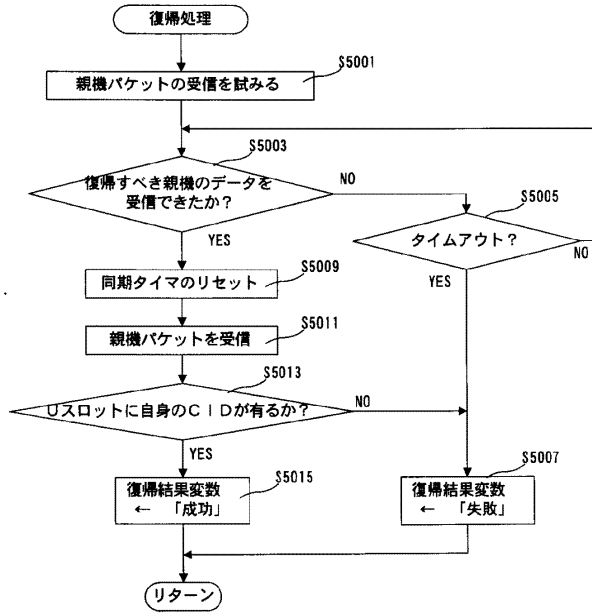 復帰処理
S5001
親機パケットの受信を試みる
S5003
復帰すべき親機のデータを
受信できたか?
NO
YES
S5005
タイムアウト?
NO
YES
S5009
同期タイマのリセット
S5011
親機パケットを受信
S5013
Uスロットに自身のCIDが有るか?
NO
YES
S5015
復帰結果変数
← 「成功」
S5007
復帰結果変数
← 「失敗」
リターン